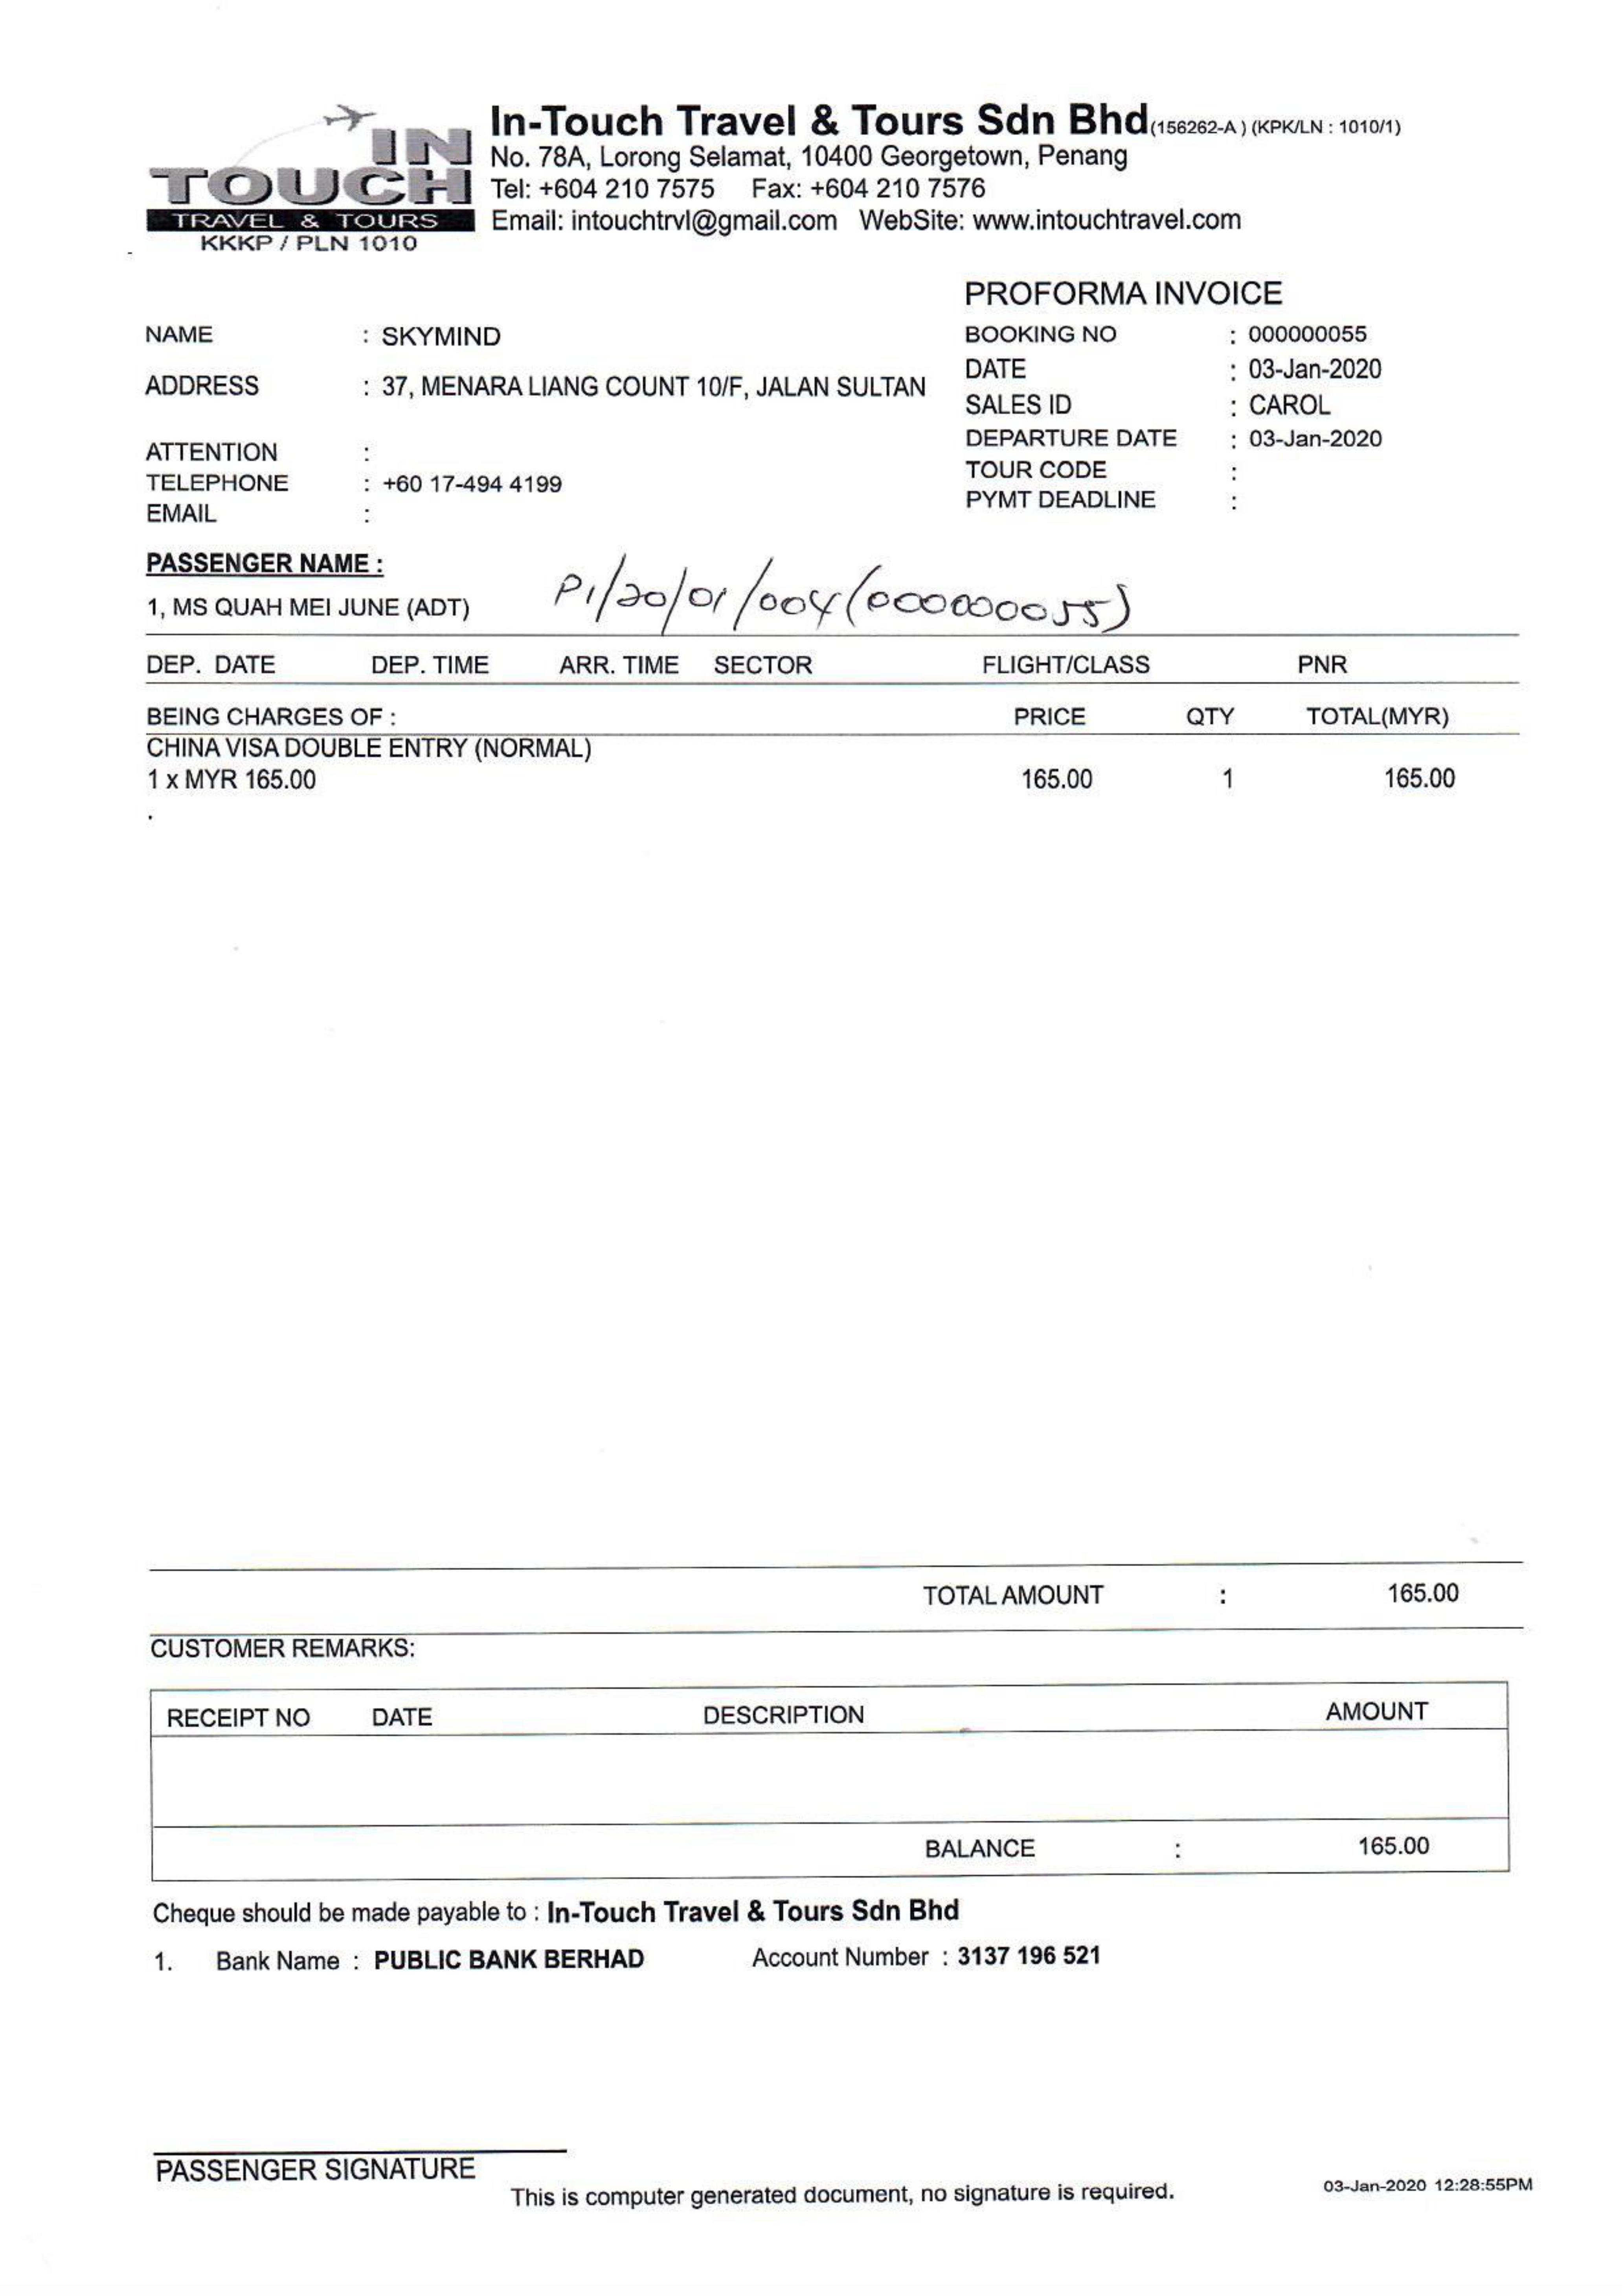 IN
TOUCH
TRAVEL & TOURS
KKKP / PLN 1010
In-Touch Travel & Tours Sdn Bhd (156262-A ) (KPK/LN : 1010/1)
No. 78A, Lorong Selamat, 10400 Georgetown, Penang
Tel: +604 210 7575 Fax: +604 210 7576
Email: intouchtrvl@gmail.com WebSite: www.intouchtravel.com
PROFORMA INVOICE
NAME : SKYMIND
ADDRESS : 37, MENARA LIANG COUNT 10/F, JALAN SULTAN
ATTENTION :
TELEPHONE : +60 17-494 4199
EMAIL :
BOOKING NO : 000000055
DATE : 03-Jan-2020
SALES ID : CAROL
DEPARTURE DATE : 03-Jan-2020
TOUR CODE :
PYMT DEADLINE :
PASSENGER NAME :
1, MS QUAH MEI JUNE (ADT)
PI/20/01/004(000000055)
DEP. DATE DEP. TIME ARR. TIME SECTOR FLIGHT/CLASS PNR
BEING CHARGES OF : PRICE QTY TOTAL(MYR)
CHINA VISA DOUBLE ENTRY (NORMAL)
1 x MYR 165.00 165.00 1 165.00
.
TOTAL AMOUNT : 165.00
CUSTOMER REMARKS:
RECEIPT NO DATE DESCRIPTION AMOUNT
BALANCE : 165.00
Cheque should be made payable to : In-Touch Travel & Tours Sdn Bhd
1. Bank Name : PUBLIC BANK BERHAD Account Number : 3137 196 521
PASSENGER SIGNATURE
This is computer generated document, no signature is required.
03-Jan-2020 12:28:55PM